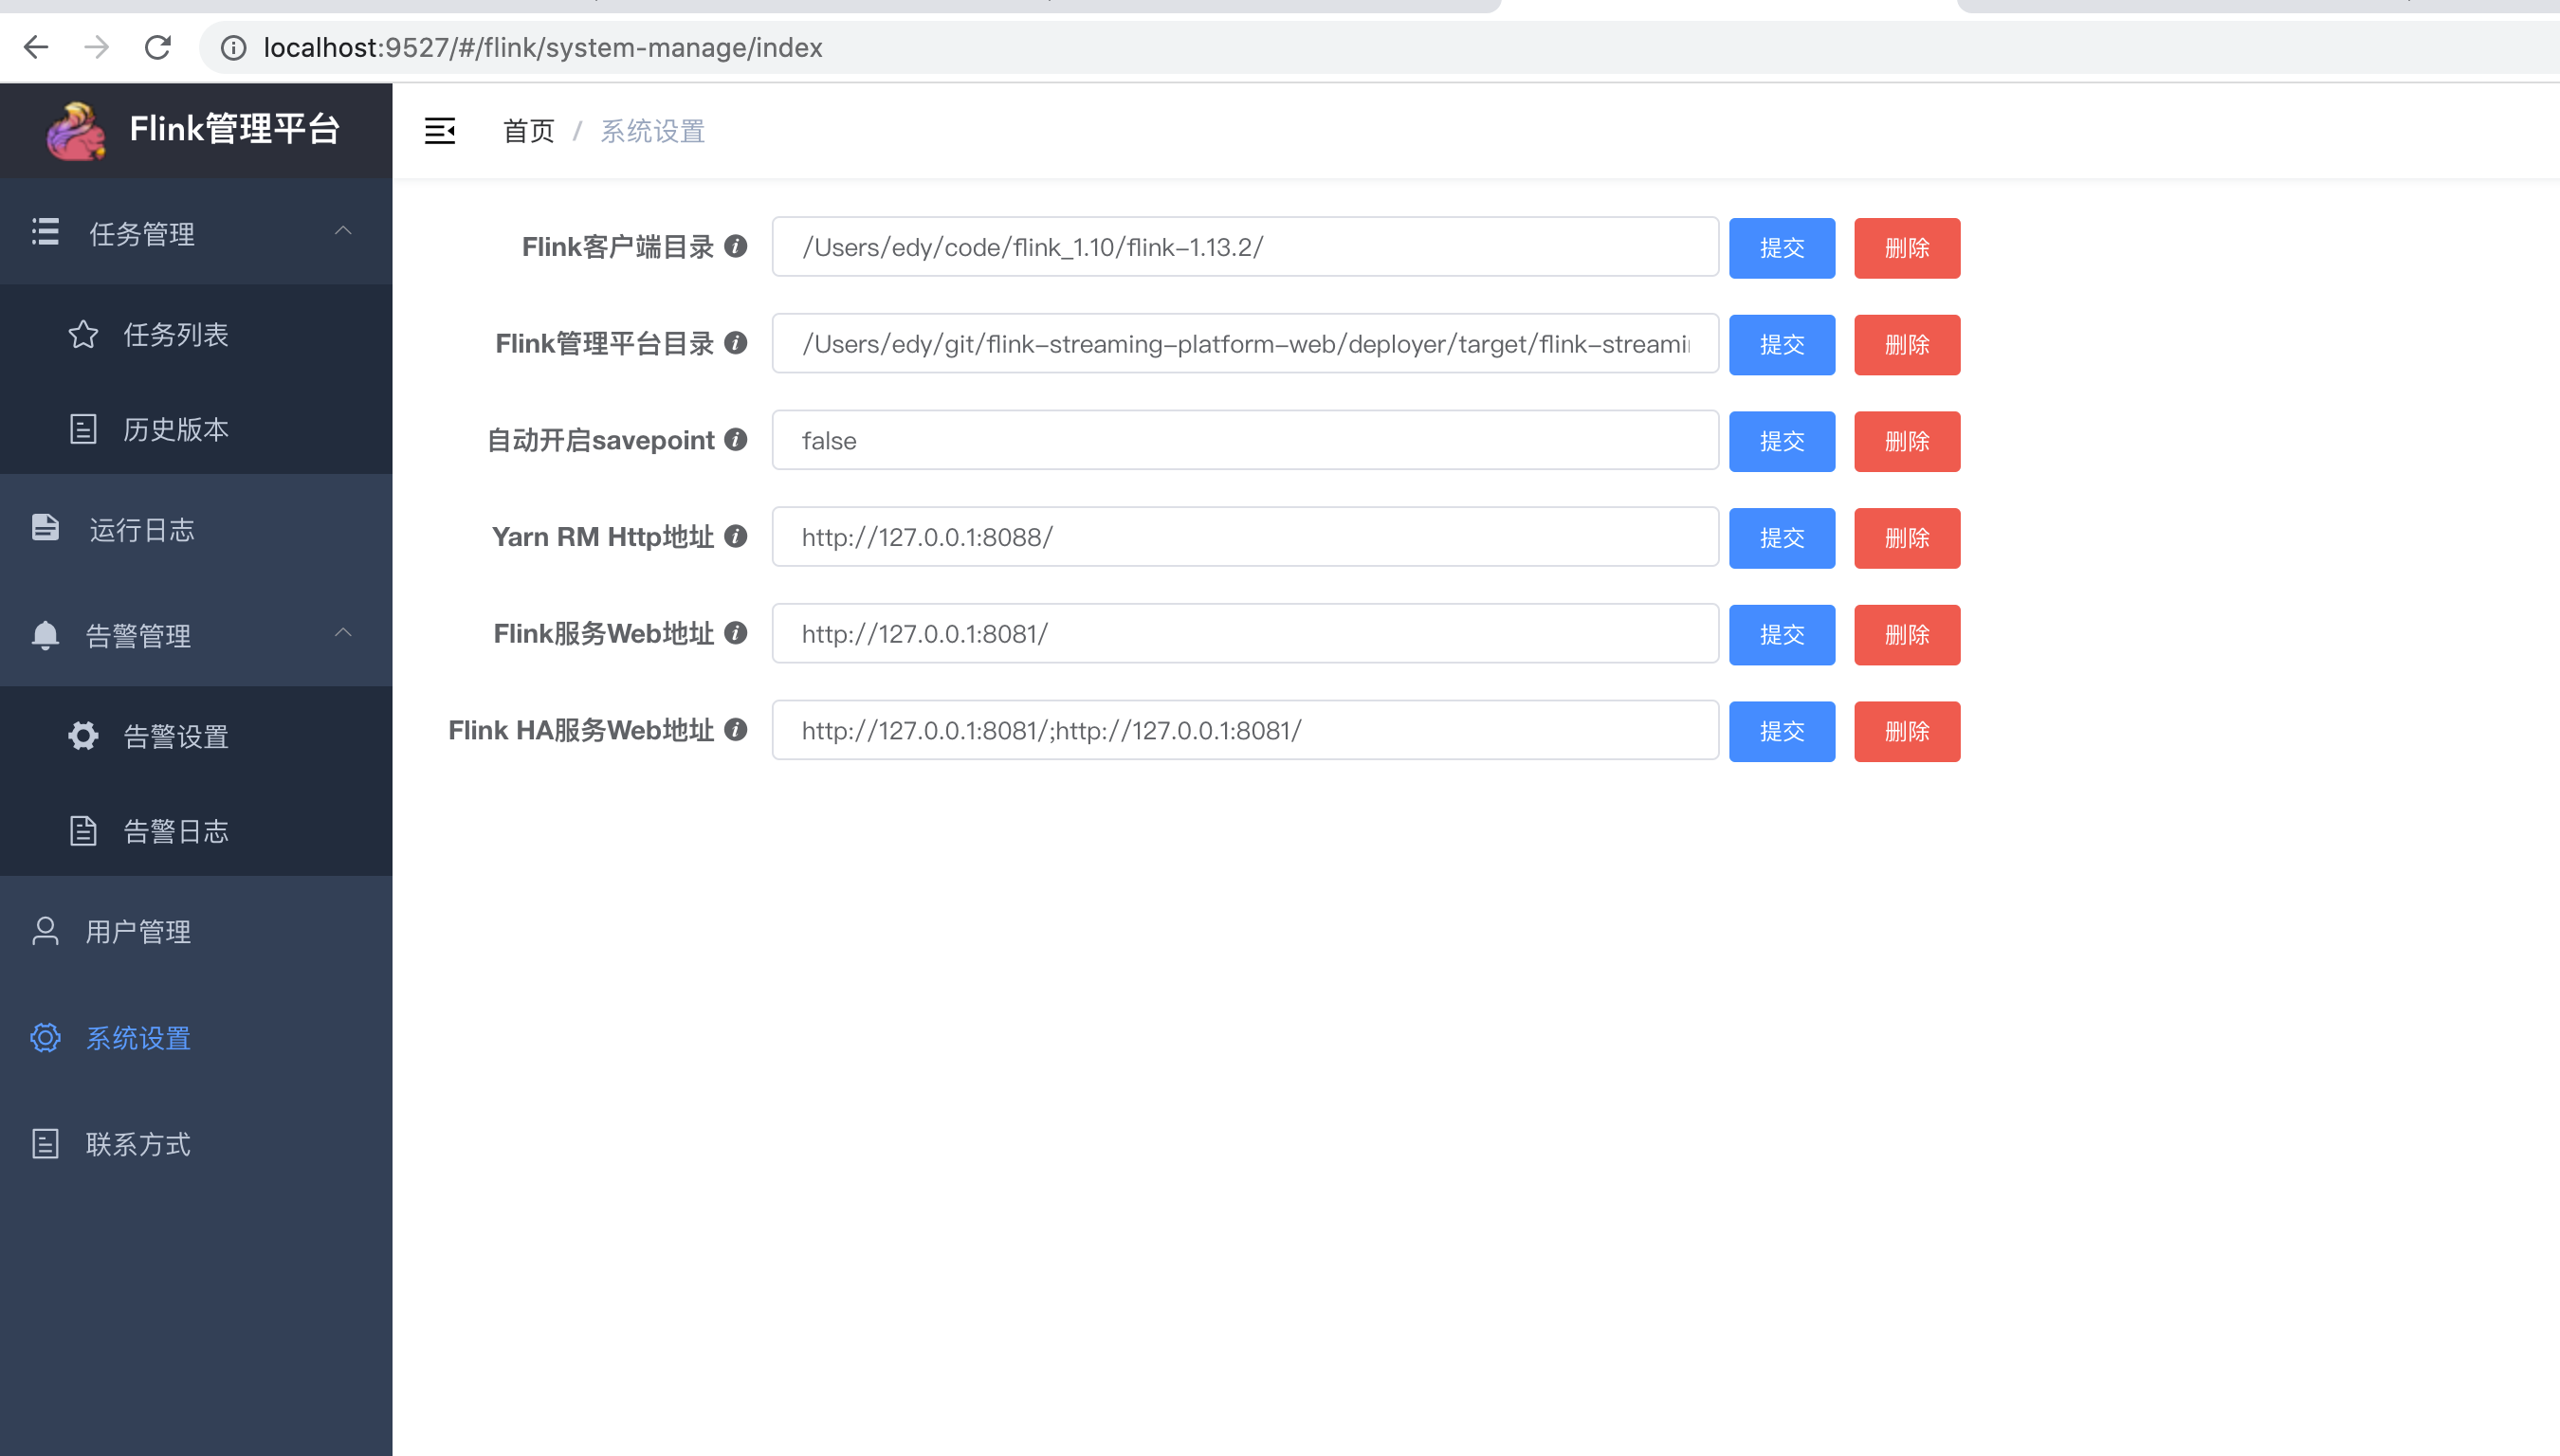 localhost:9527/#/flink/system-manage/index
Flink管理平台
首页 / 系统设置
任务管理
任务列表
历史版本
运行日志
告警管理
告警设置
告警日志
用户管理
系统设置
联系方式
Flink客户端目录 /Users/edy/code/flink_1.10/flink-1.13.2/ 提交 删除
Flink管理平台目录 /Users/edy/git/flink-streaming-platform-web/deployer/target/flink-streami 提交 删除
自动开启savepoint false 提交 删除
Yarn RM Http地址 http://127.0.0.1:8088/ 提交 删除
Flink服务Web地址 http://127.0.0.1:8081/ 提交 删除
Flink HA服务Web地址 http://127.0.0.1:8081/;http://127.0.0.1:8081/ 提交 删除